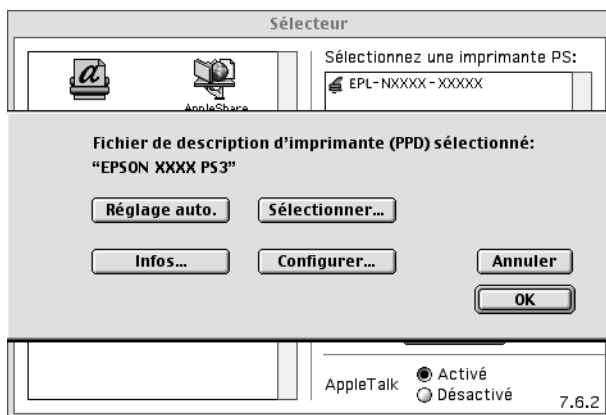 Sélecteur
Sélectionnez une imprimante PS:
EPL-NXXXX-XXXXX
AppleShare
Fichier de description d'imprimante (PPD) sélectionné:
“EPSON XXXX PS3”
Réglage auto.
Sélectionner...
Infos...
Configurer...
Annuler
OK
AppleTalk
Activé
Désactivé
7.6.2